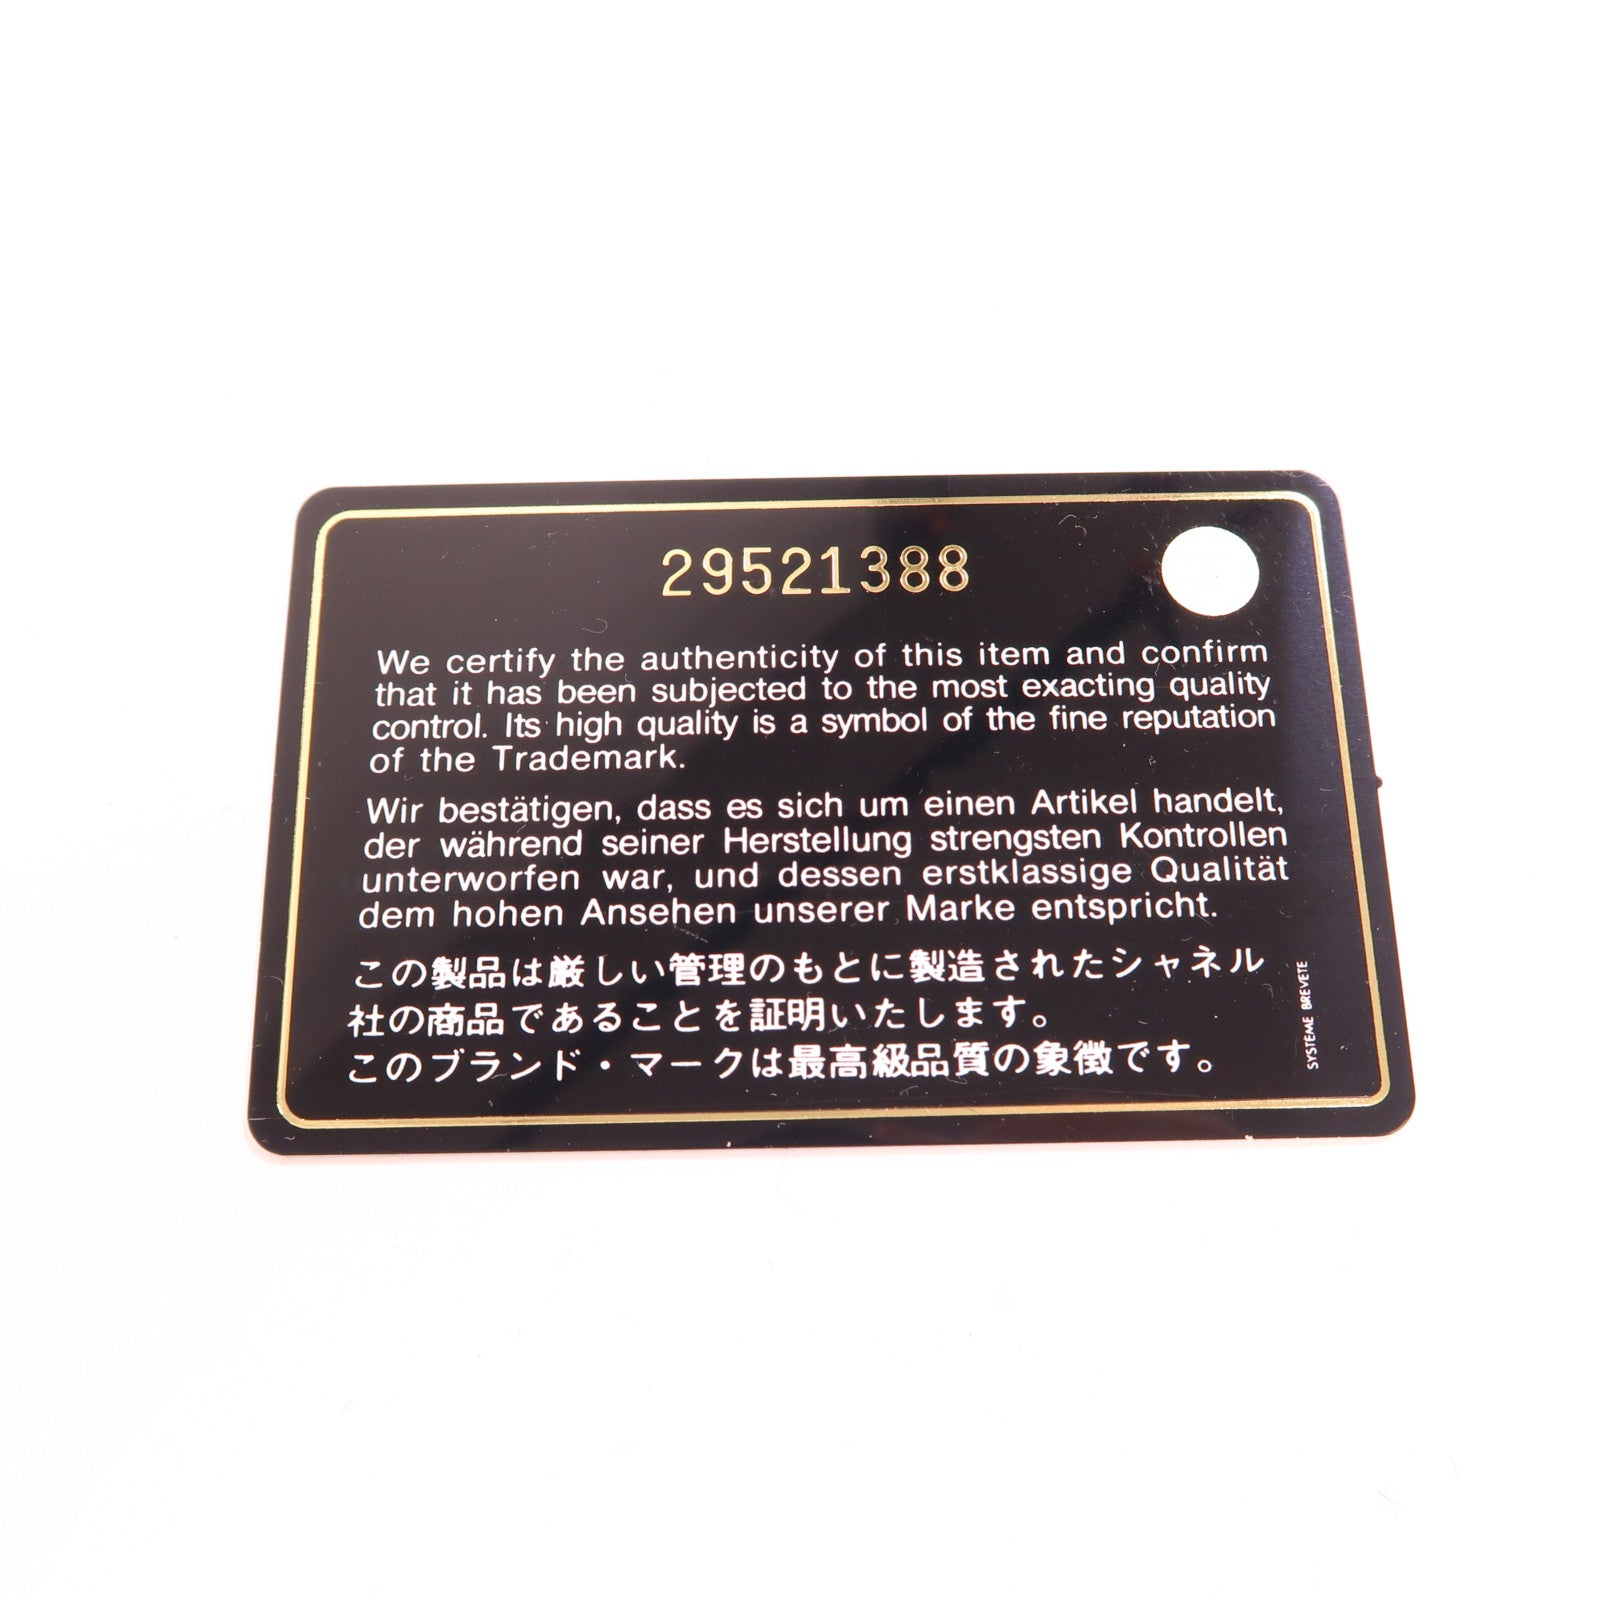 29521388
We certify the authenticity of this item and confirm
that it has been subjected to the most exacting quality
control. Its high quality is a symbol of the fine reputation
of the Trademark.
Wir bestätigen, dass es sich um einen Artikel handelt,
der während seiner Herstellung strengsten Kontrollen
unterworfen war, und dessen erstklassige Qualität
dem hohen Ansehen unserer Marke entspricht.
この製品は厳しい管理のもとに製造されたシャネル
社の商品であることを証明いたします。
このブランド・マークは最高級品質の象徴です。
SYSTEME BREVETE